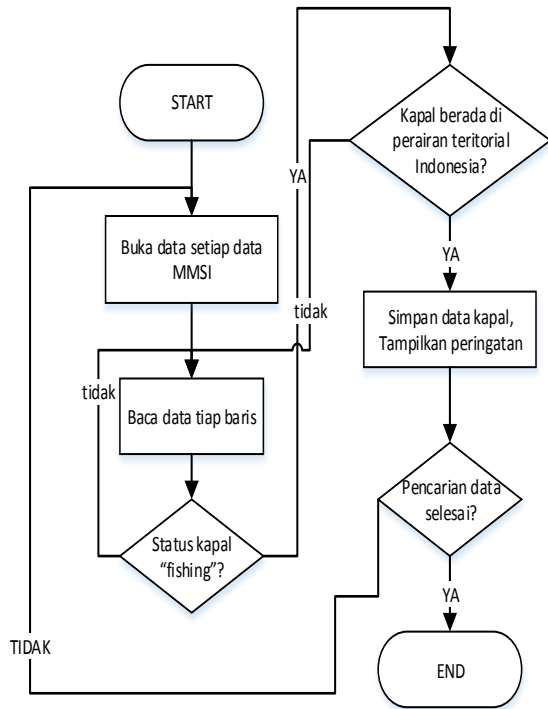 START
Buka data setiap data
MMSI
tidak
Baca data tiap baris
Status kapal
“fishing”?
TIDAK
YA
tidak
Kapal berada di
perairan teritorial
Indonesia?
YA
Simpan data kapal,
Tampilkan peringatan
Pencarian data
selesai?
YA
END